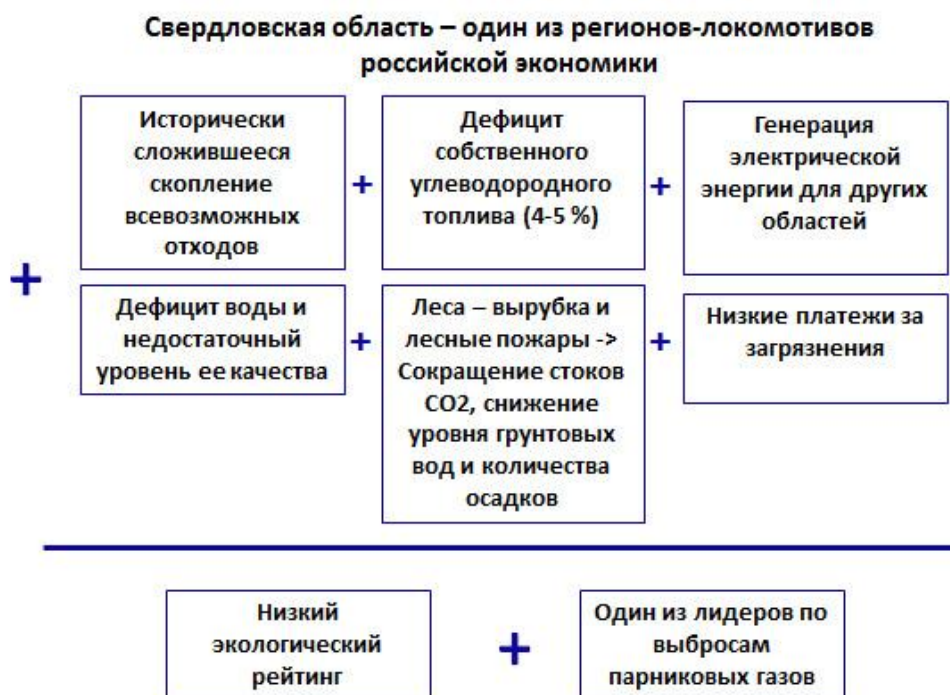 Свердловская область – один из регионов-локомотивов
российской экономики
Исторически
сложившееся
скопление
всевозможных
отходов
+
Дефицит
собственного
углеводородного
топлива (4-5 %)
+
Генерация
электрической
энергии для других
областей
+
Дефицит воды и
недостаточный
уровень ее качества
+
Леса – вырубка и
лесные пожары ->
Сокращение стоков
СО2, снижение
уровня грунтовых
вод и количества
осадков
+
Низкие платежи за
загрязнения
Низкий
экологический
рейтинг
+
Один из лидеров по
выбросам
парниковых газов